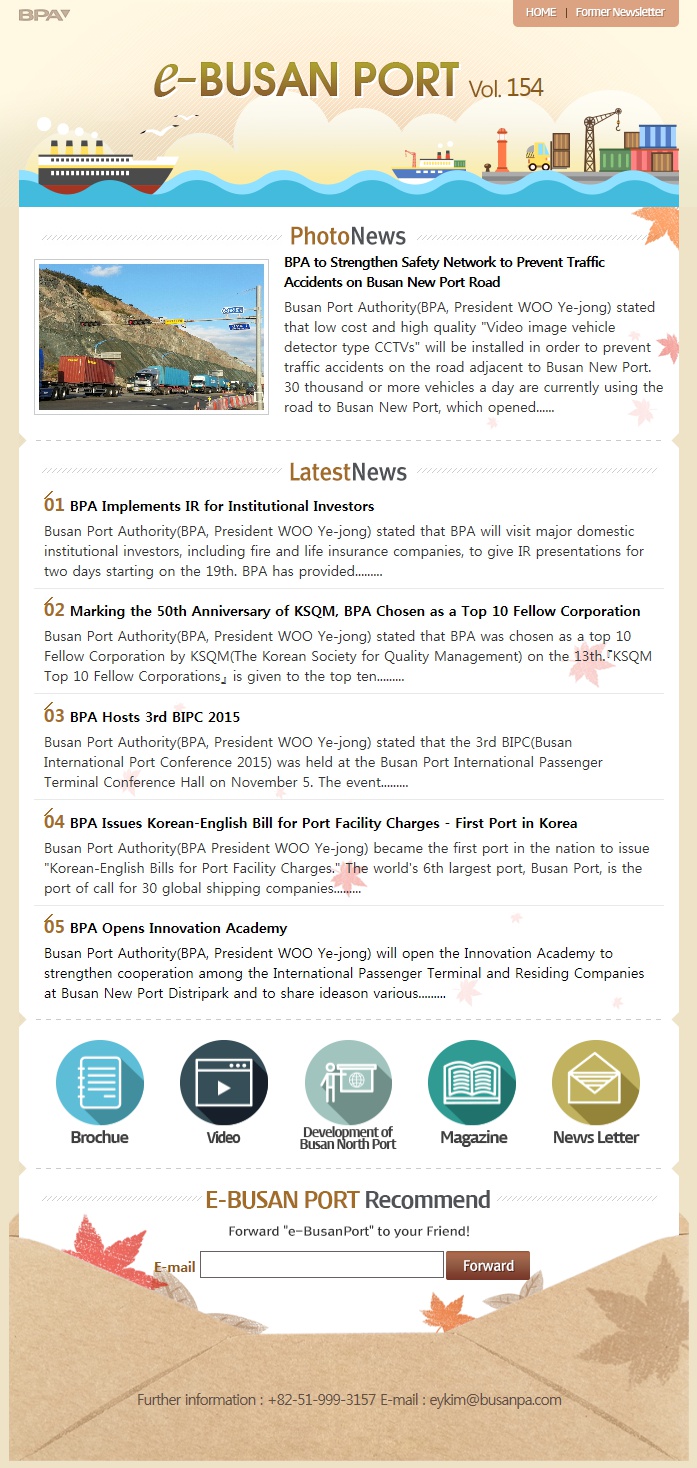 BPA
HOME | Former Newsletter
e-BUSAN PORT Vol. 154
PhotoNews
BPA to Strengthen Safety Network to Prevent Traffic
Accidents on Busan New Port Road
Busan Port Authority(BPA, President WOO Ye-jong) stated
that low cost and high quality "Video image vehicle
detector type CCTVs" will be installed in order to prevent
traffic accidents on the road adjacent to Busan New Port.
30 thousand or more vehicles a day are currently using the
road to Busan New Port, which opened......
LatestNews
01 BPA Implements IR for Institutional Investors
Busan Port Authority(BPA, President WOO Ye-jong) stated that BPA will visit major domestic
institutional investors, including fire and life insurance companies, to give IR presentations for
two days starting on the 19th. BPA has provided.........
02 Marking the 50th Anniversary of KSQM, BPA Chosen as a Top 10 Fellow Corporation
Busan Port Authority(BPA, President WOO Ye-jong) stated that BPA was chosen as a top 10
Fellow Corporation by KSQM(The Korean Society for Quality Management) on the 13th.『KSQM
Top 10 Fellow Corporations』 is given to the top ten.........
03 BPA Hosts 3rd BIPC 2015
Busan Port Authority(BPA, President WOO Ye-jong) stated that the 3rd BIPC(Busan
International Port Conference 2015) was held at the Busan Port International Passenger
Terminal Conference Hall on November 5. The event.........
04 BPA Issues Korean-English Bill for Port Facility Charges - First Port in Korea
Busan Port Authority(BPA President WOO Ye-jong) became the first port in the nation to issue
"Korean-English Bills for Port Facility Charges." The world's 6th largest port, Busan Port, is the
port of call for 30 global shipping companies.........
05 BPA Opens Innovation Academy
Busan Port Authority(BPA, President WOO Ye-jong) will open the Innovation Academy to
strengthen cooperation among the International Passenger Terminal and Residing Companies
at Busan New Port Distripark and to share ideason various.........
Brochue
Video
Development of
Busan North Port
Magazine
News Letter
E-BUSAN PORT Recommend
Forward "e-BusanPort" to your Friend!
E-mail Forward
Further information : +82-51-999-3157 E-mail : eykim@busanpa.com